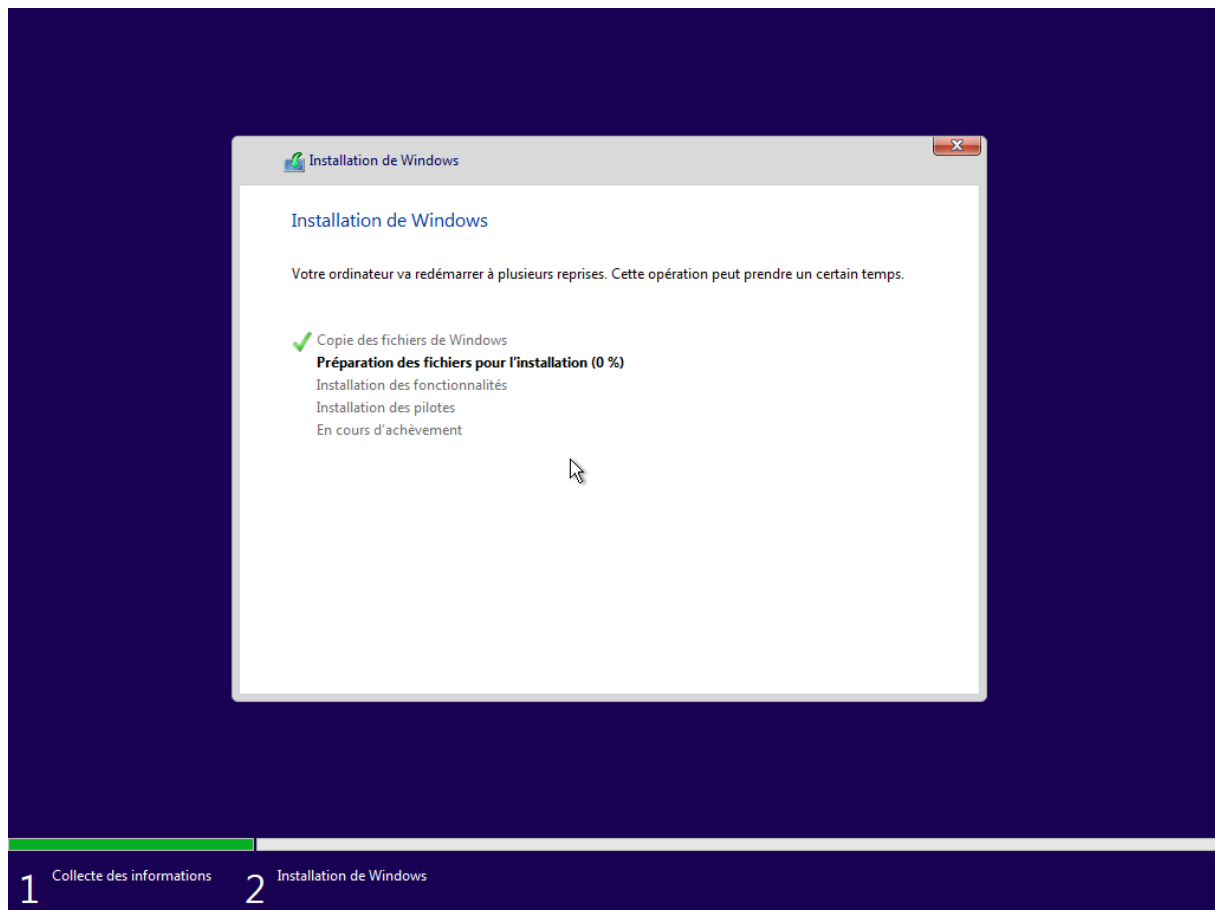 Installation de Windows
Installation de Windows
Votre ordinateur va redémarrer à plusieurs reprises. Cette opération peut prendre un certain temps.
Copie des fichiers de Windows
Préparation des fichiers pour l'installation (0 %)
Installation des fonctionnalités
Installation des pilotes
En cours d'achèvement
1 Collecte des informations
2 Installation de Windows